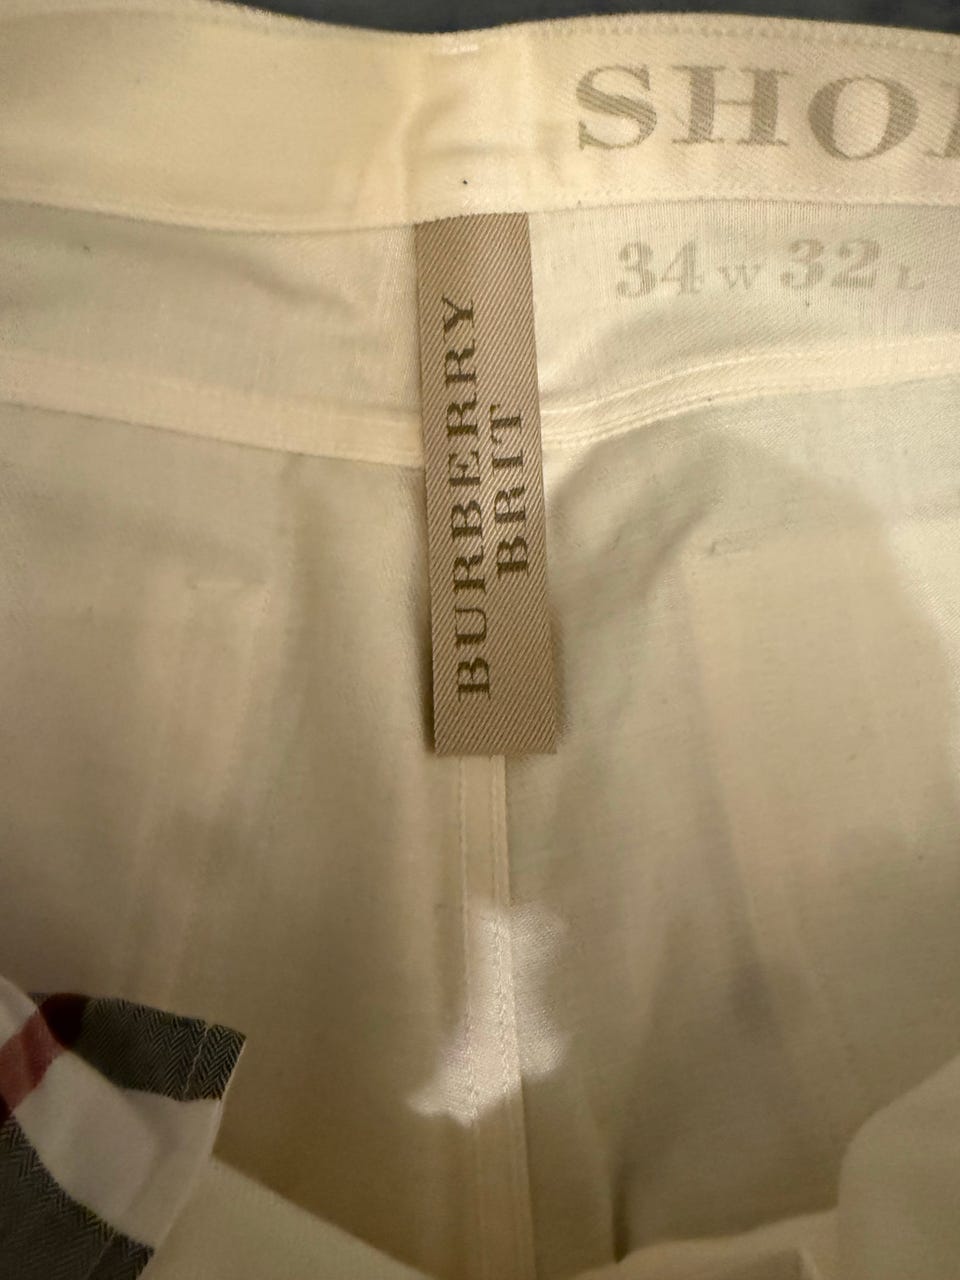 SHO
34W 32L
BURBERRY
BRIT